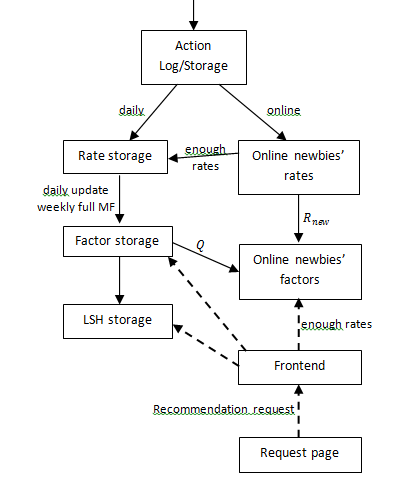 Action
Log/Storage
daily
online
Rate storage
enough
rates
Online newbies’
rates
daily update
weekly full MF
R_new
Factor storage
Q
Online newbies’
factors
LSH storage
enough rates
Frontend
Recommendation request
Request page